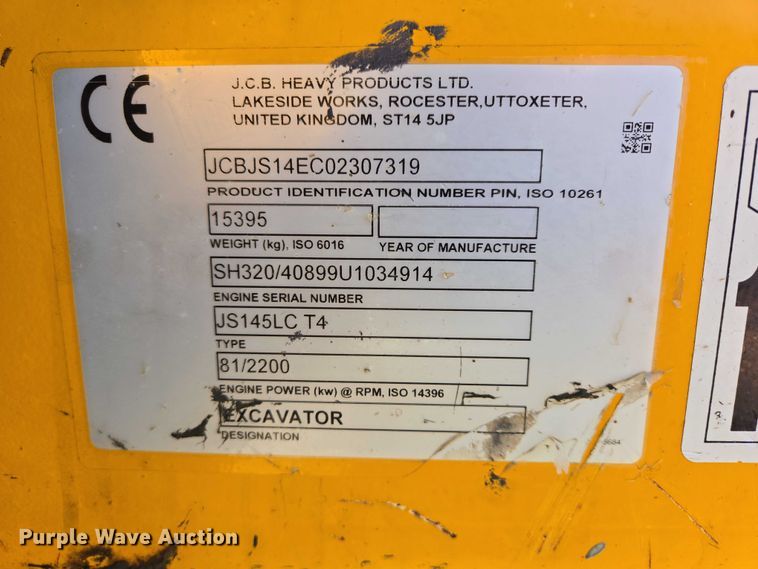 CE
J.C.B. HEAVY PRODUCTS LTD.
LAKESIDE WORKS, ROCESTER,UTTOXETER,
UNITED KINGDOM, ST14 5JP
JCBJS14EC02307319
PRODUCT IDENTIFICATION NUMBER PIN, ISO 10261
15395
WEIGHT (kg), ISO 6016 YEAR OF MANUFACTURE
SH320/40899U1034914
ENGINE SERIAL NUMBER
JS145LC T4
TYPE
81/2200
ENGINE POWER (kw) @ RPM, ISO 14396
EXCAVATOR
DESIGNATION
Purple Wave Auction